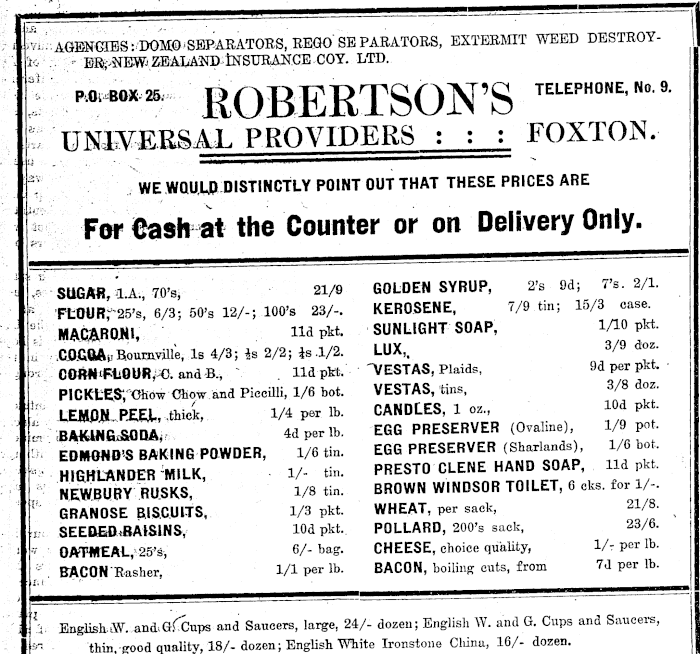 AGENCIES: DOMO SEPARATORS, REGO SEPARATORS, EXTERMIT WEED DESTROY-
ER, NEW ZEALAND INSURANCE COY. LTD.
P.O. BOX 25.
ROBERTSON'S
TELEPHONE, No. 9.
UNIVERSAL PROVIDERS : : : FOXTON.
WE WOULD DISTINCTLY POINT OUT THAT THESE PRICES ARE
For Cash at the Counter or on Delivery Only.
SUGAR, 1.A., 70's, 21/9
FLOUR, 25's, 6/3; 50's 12/-; 100's 23/-.
MACARONI, 11d pkt.
COCOA, Bournville, 1s 4/3; ½s 2/2; ¼s 1/2.
CORN FLOUR, C. and B., 11d pkt.
PICKLES, Chow Chow and Piccilli, 1/6 bot.
LEMON PEEL, thick, 1/4 per lb.
BAKING SODA, 4d per lb.
EDMOND'S BAKING POWDER, 1/6 tin.
HIGHLANDER MILK, 1/- tin.
NEWBURY RUSKS, 1/8 tin.
GRANOSE BISCUITS, 1/3 pkt.
SEEDED RAISINS, 10d pkt.
OATMEAL, 25's, 6/- bag.
BACON Rasher, 1/1 per lb.
GOLDEN SYRUP, 2's 9d; 7's. 2/1.
KEROSENE, 7/9 tin; 15/3 case.
SUNLIGHT SOAP, 1/10 pkt.
LUX, 3/9 doz.
VESTAS, Plaids, 9d per pkt.
VESTAS, tins, 3/8 doz.
CANDLES, 1 oz., 10d pkt.
EGG PRESERVER (Ovaline), 1/9 pot.
EGG PRESERVER (Sharlands), 1/6 bot.
PRESTO CLENE HAND SOAP, 11d pkt.
BROWN WINDSOR TOILET, 6 cks. for 1/-.
WHEAT, per sack, 21/8.
POLLARD, 200's sack, 23/6.
CHEESE, choice quality, 1/- per lb.
BACON, boiling cuts, from 7d per lb.
English W. and G. Cups and Saucers, large, 24/- dozen; English W. and G. Cups and Saucers,
thin, good quality, 18/- dozen; English White Ironstone China, 16/- dozen.